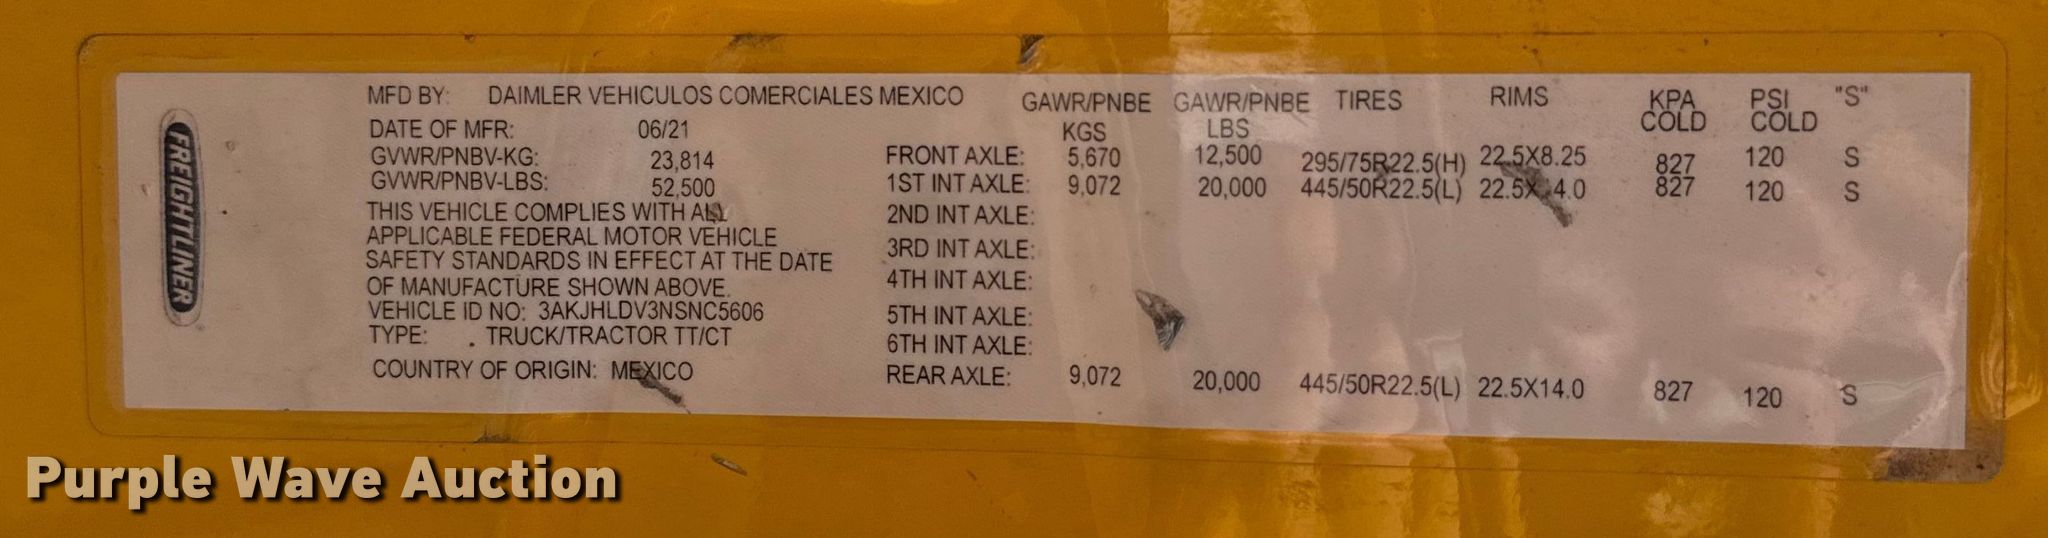 FREIGHTLINER
MFD BY: DAIMLER VEHICULOS COMERCIALES MEXICO
DATE OF MFR: 06/21
GVWR/PNBV-KG: 23,814
GVWR/PNBV-LBS: 52,500
THIS VEHICLE COMPLIES WITH ALL
APPLICABLE FEDERAL MOTOR VEHICLE
SAFETY STANDARDS IN EFFECT AT THE DATE
OF MANUFACTURE SHOWN ABOVE.
VEHICLE ID NO: 3AKJHLDV3NSNC5606
TYPE: . TRUCK/TRACTOR TT/CT
COUNTRY OF ORIGIN: MEXICO
GAWR/PNBE GAWR/PNBE TIRES RIMS KPA PSI "S"
KGS LBS COLD COLD
FRONT AXLE: 5,670 12,500 295/75R22.5(H) 22.5X8.25 827 120 S
1ST INT AXLE: 9,072 20,000 445/50R22.5(L) 22.5X14.0 827 120 S
2ND INT AXLE:
3RD INT AXLE:
4TH INT AXLE:
5TH INT AXLE:
6TH INT AXLE:
REAR AXLE: 9,072 20,000 445/50R22.5(L) 22.5X14.0 827 120 S
Purple Wave Auction